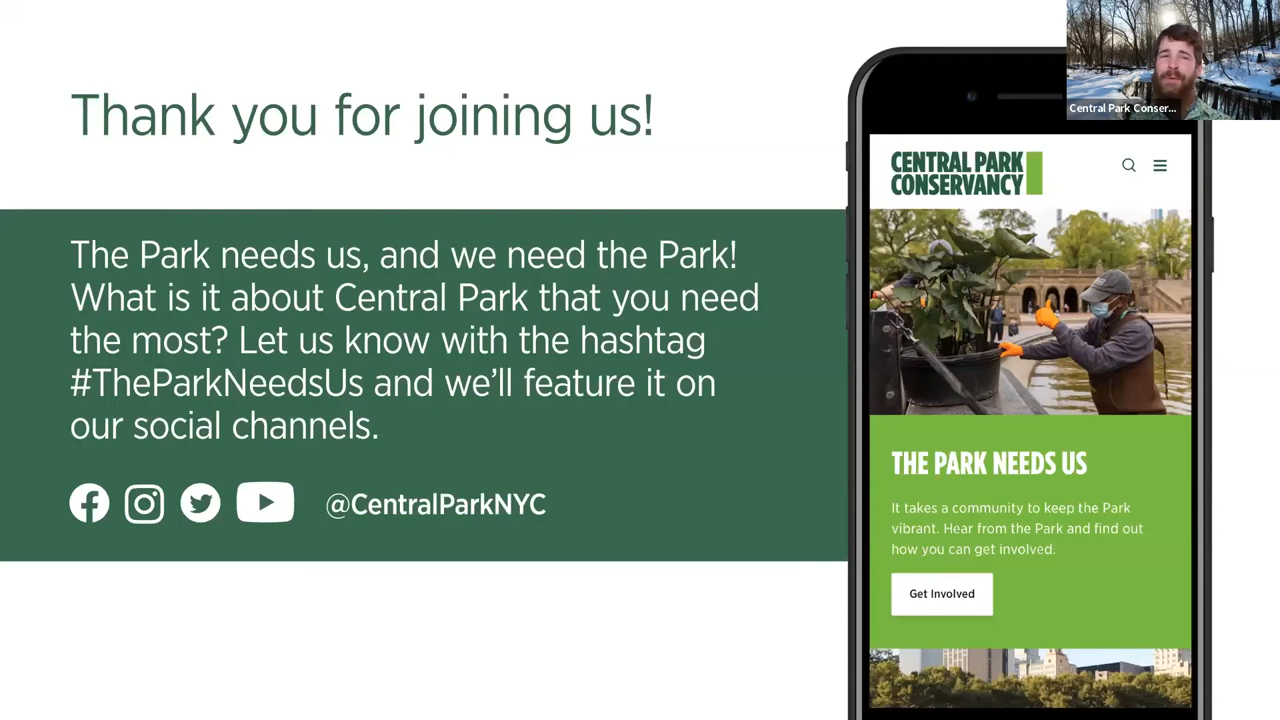 Thank you for joining us!
The Park needs us, and we need the Park!
What is it about Central Park that you need
the most? Let us know with the hashtag
#TheParkNeedsUs and we’ll feature it on
our social channels.
@CentralParkNYC
Central Park Conser...
CENTRAL PARK
CONSERVANCY
THE PARK NEEDS US
It takes a community to keep the Park
vibrant. Hear from the Park and find out
how you can get involved.
Get Involved